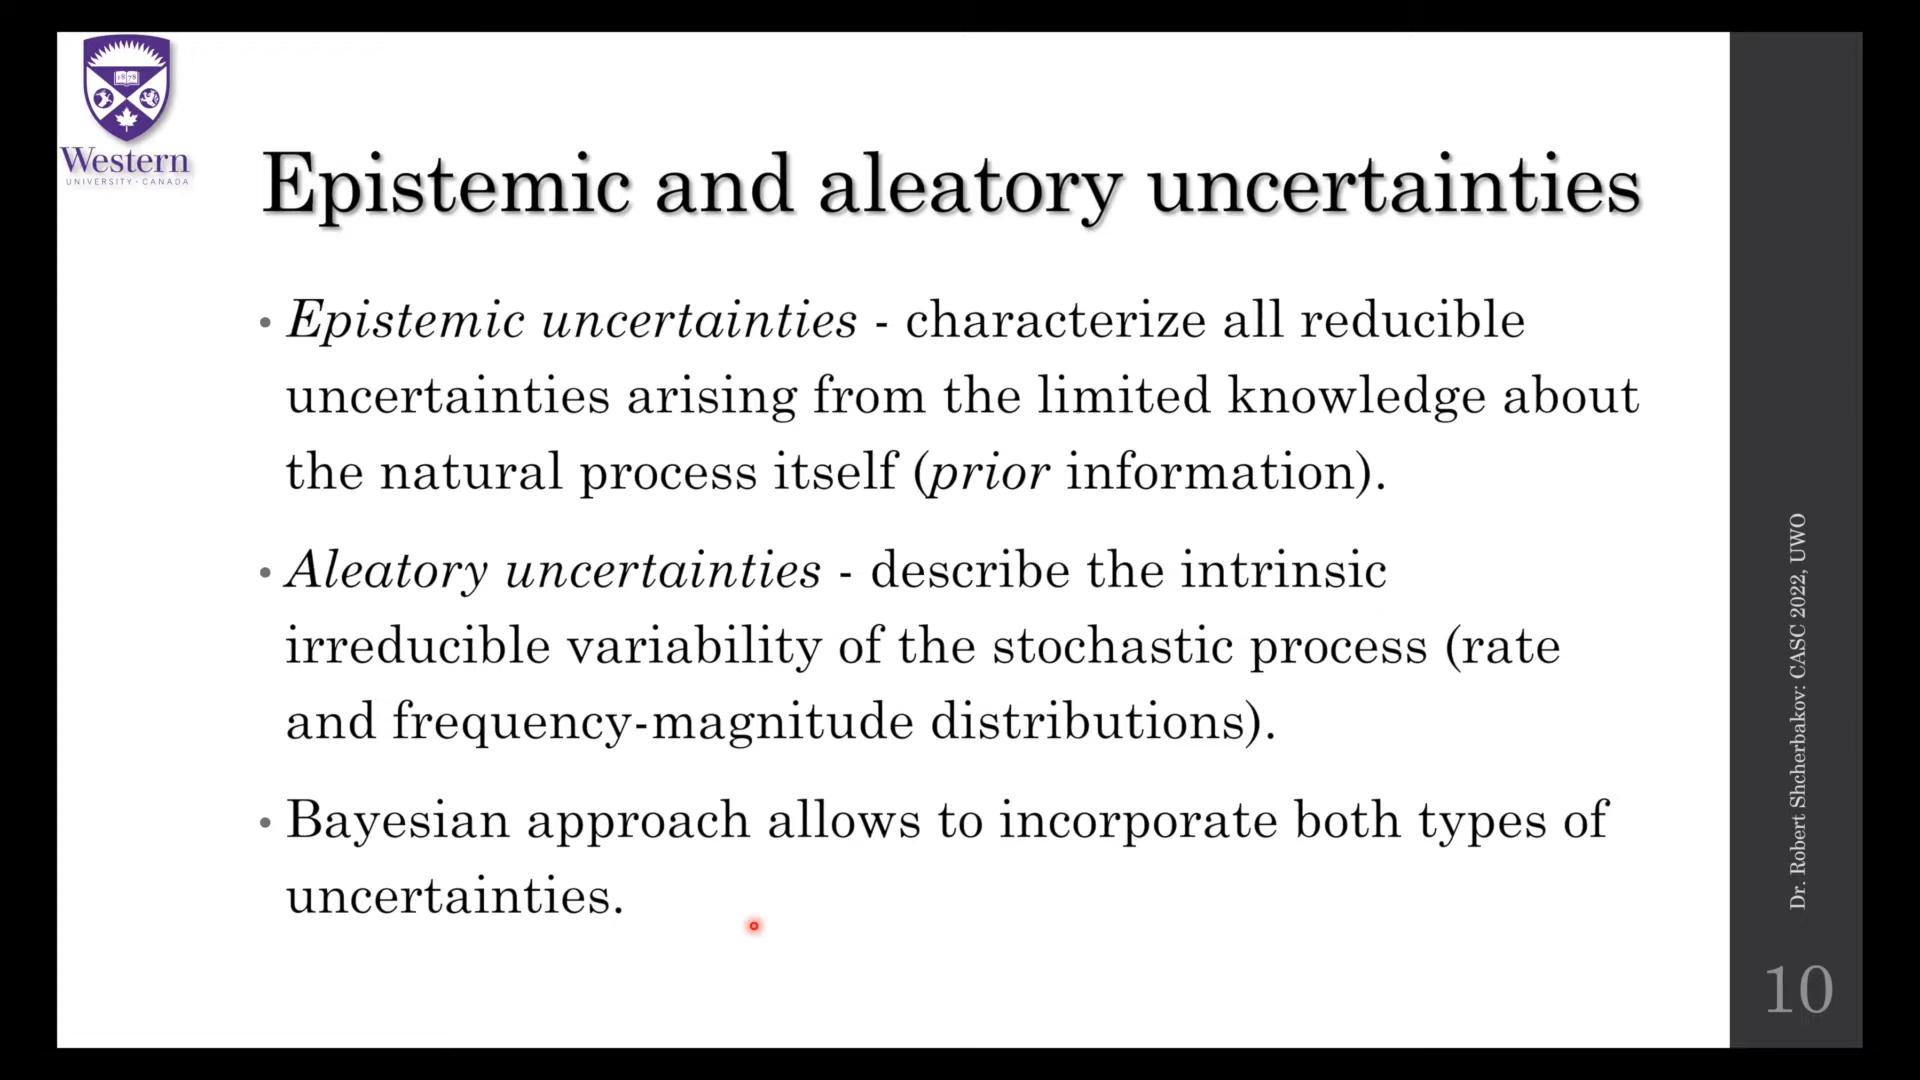 1878
Western
UNIVERSITY · CANADA
Epistemic and aleatory uncertainties
• Epistemic uncertainties - characterize all reducible
uncertainties arising from the limited knowledge about
the natural process itself (prior information).
• Aleatory uncertainties - describe the intrinsic
irreducible variability of the stochastic process (rate
and frequency-magnitude distributions).
• Bayesian approach allows to incorporate both types of
uncertainties.
Dr. Robert Shcherbakov: CASC 2022, UWO
10